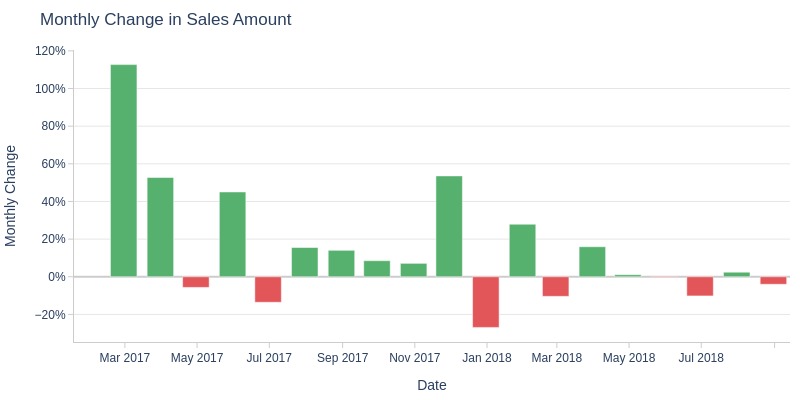 Monthly Change in Sales Amount
120%
100%
80%
60%
40%
20%
0%
−20%
Monthly Change
Mar 2017 May 2017 Jul 2017 Sep 2017 Nov 2017 Jan 2018 Mar 2018 May 2018 Jul 2018
Date